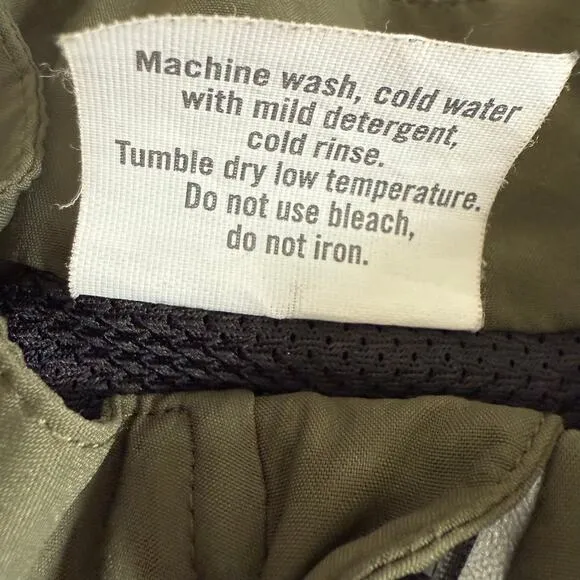 Machine wash, cold water
with mild detergent,
cold rinse.
Tumble dry low temperature.
Do not use bleach,
do not iron.